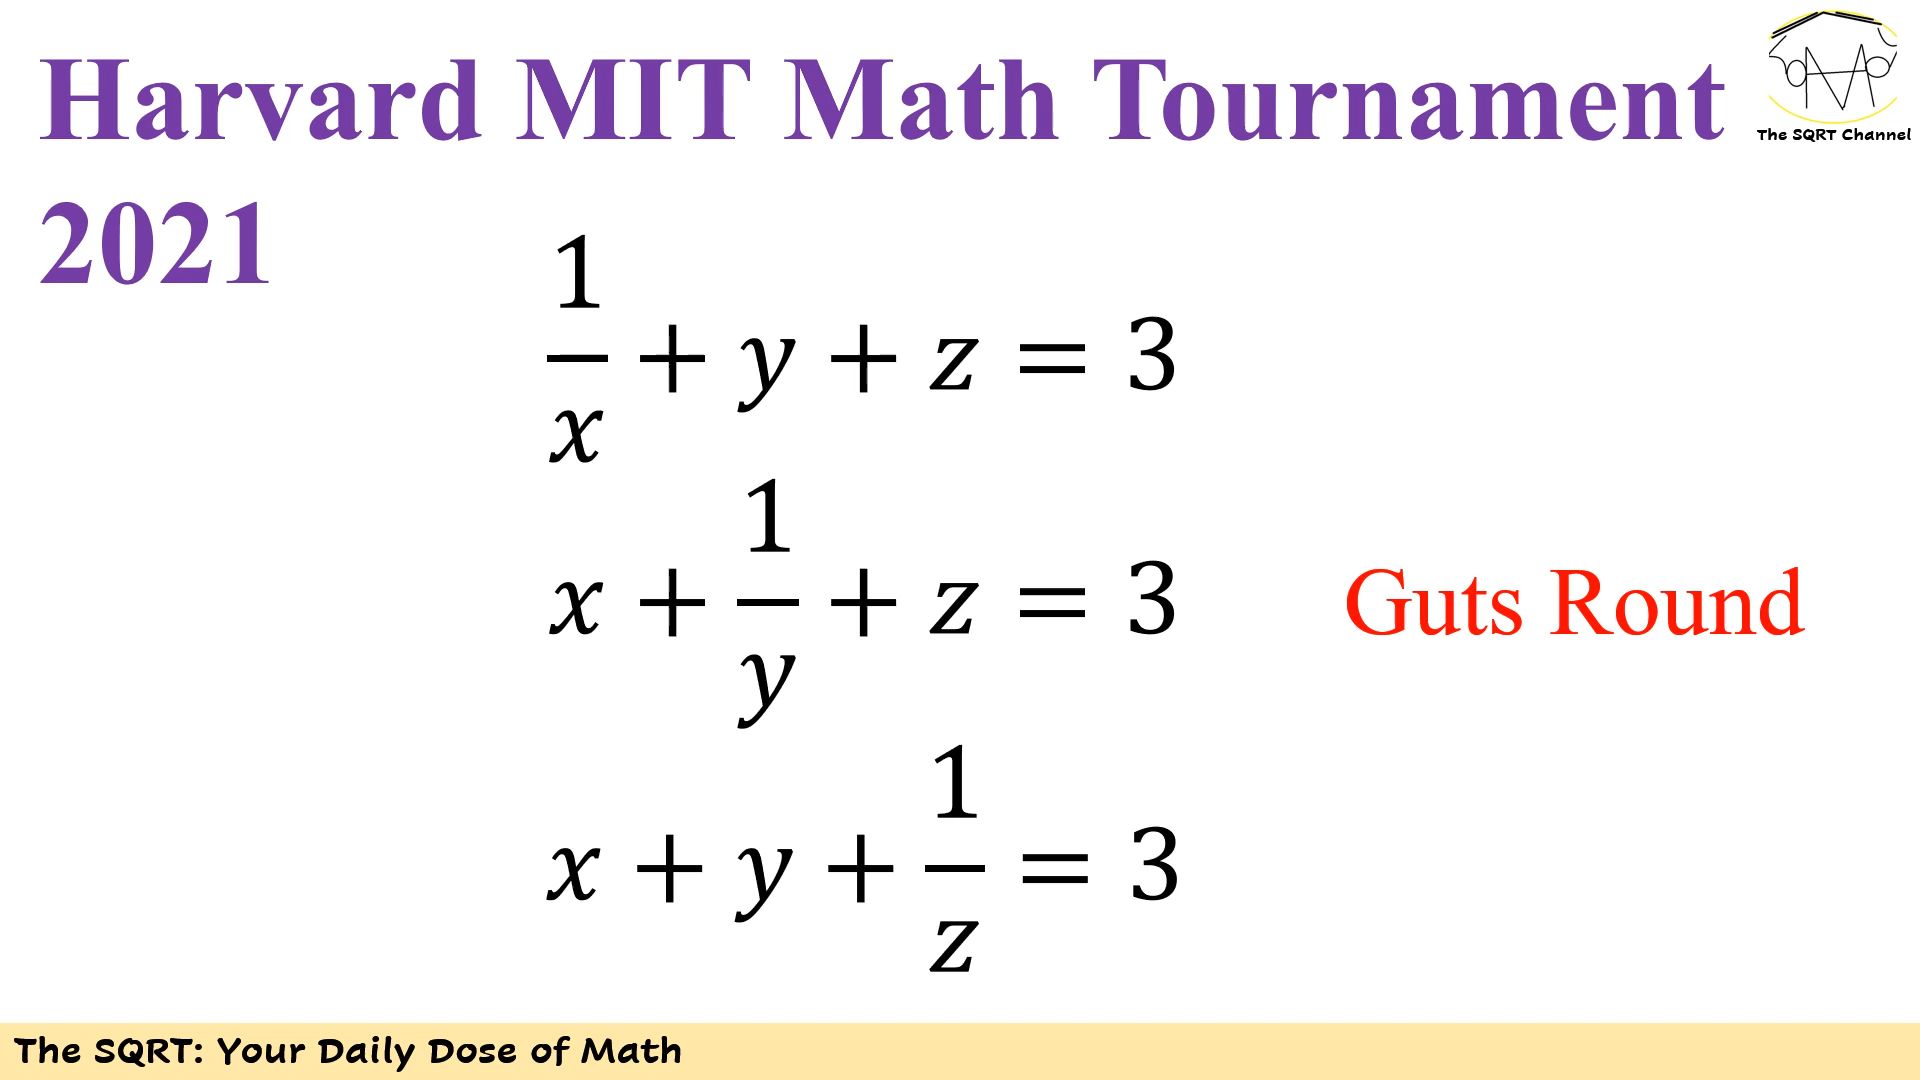 Harvard MIT Math Tournament
2021
The SQRT Channel
1/x + y + z = 3
x + 1/y + z = 3
Guts Round
x + y + 1/z = 3
The SQRT: Your Daily Dose of Math